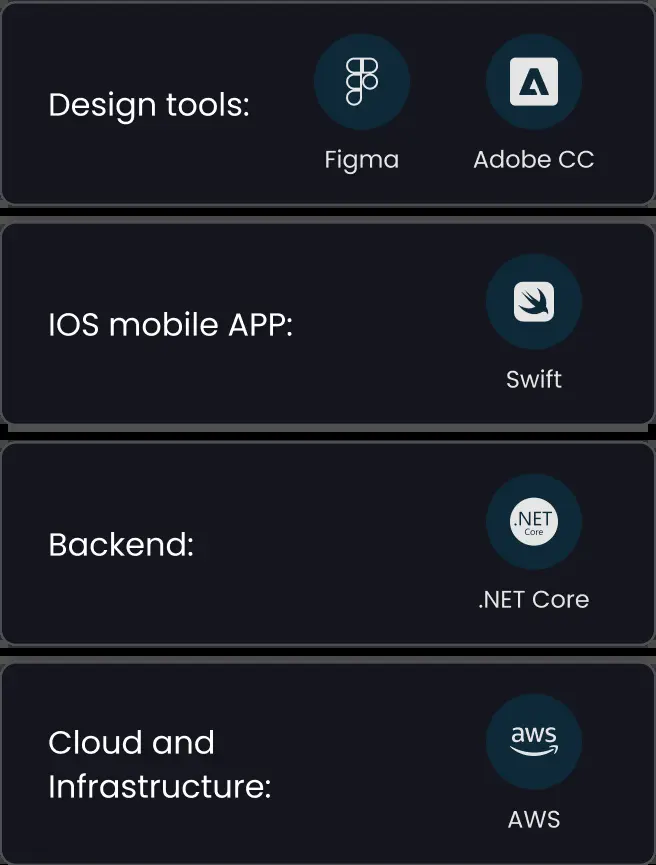 Design tools:
Figma
Adobe CC
IOS mobile APP:
Swift
.NET
Core
Backend:
.NET Core
aws
Cloud and
Infrastructure:
AWS